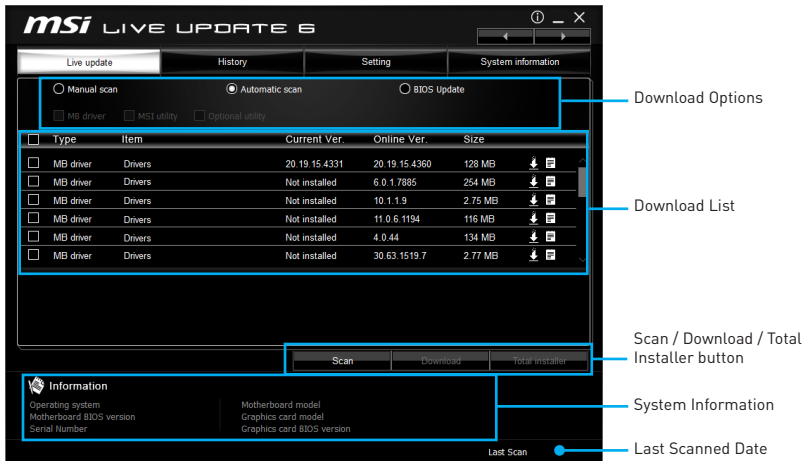 msi LIVE UPDATE 6
Live update History Setting System information
Manual scan Automatic scan BIOS Update
Download Options
MB driver MSI utility Optional utility
Type Item Current Ver. Online Ver. Size
MB driver Drivers 20.19.15.4331 20.19.15.4360 128 MB
MB driver Drivers Not installed 6.0.1.7885 254 MB
MB driver Drivers Not installed 10.1.1.9 2.75 MB
Download List
MB driver Drivers Not installed 11.0.6.1194 116 MB
MB driver Drivers Not installed 4.0.44 134 MB
MB driver Drivers Not installed 30.63.1519.7 2.77 MB
Scan / Download / Total
Installer button
Scan Download Total installer
Information
Operating system Motherboard model
Motherboard BIOS version Graphics card model
Serial Number Graphics card BIOS version
System Information
Last Scan
Last Scanned Date